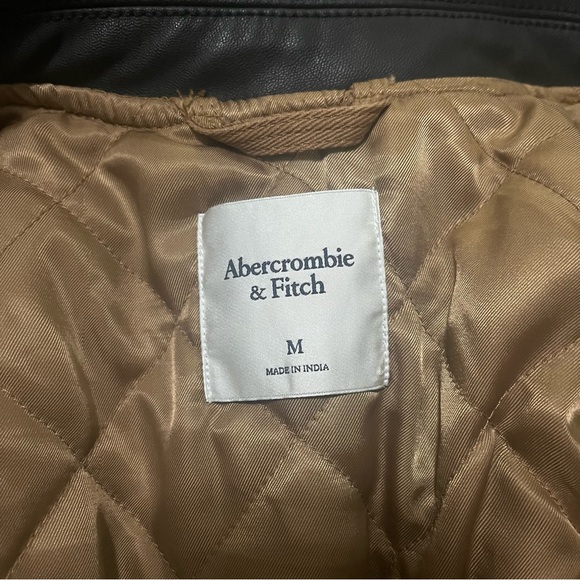 Abercrombie
& Fitch
M
MADE IN INDIA